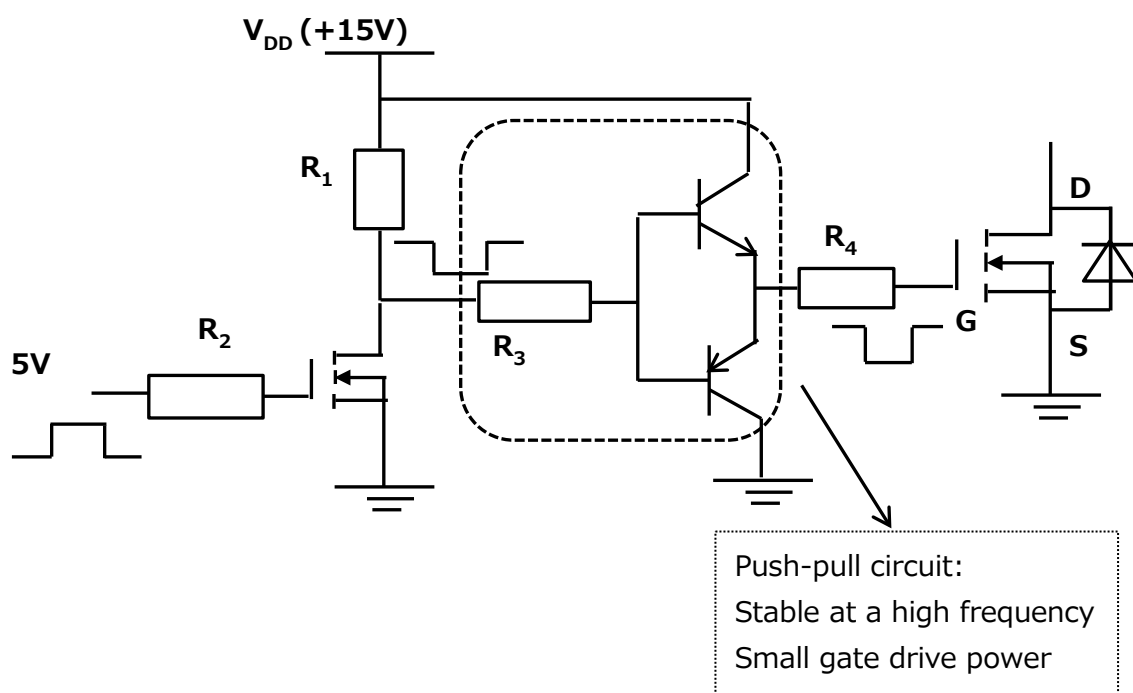 VDD (+15V)
R1
D
R4
R2
R3
G
S
5V
Push-pull circuit:
Stable at a high frequency
Small gate drive power